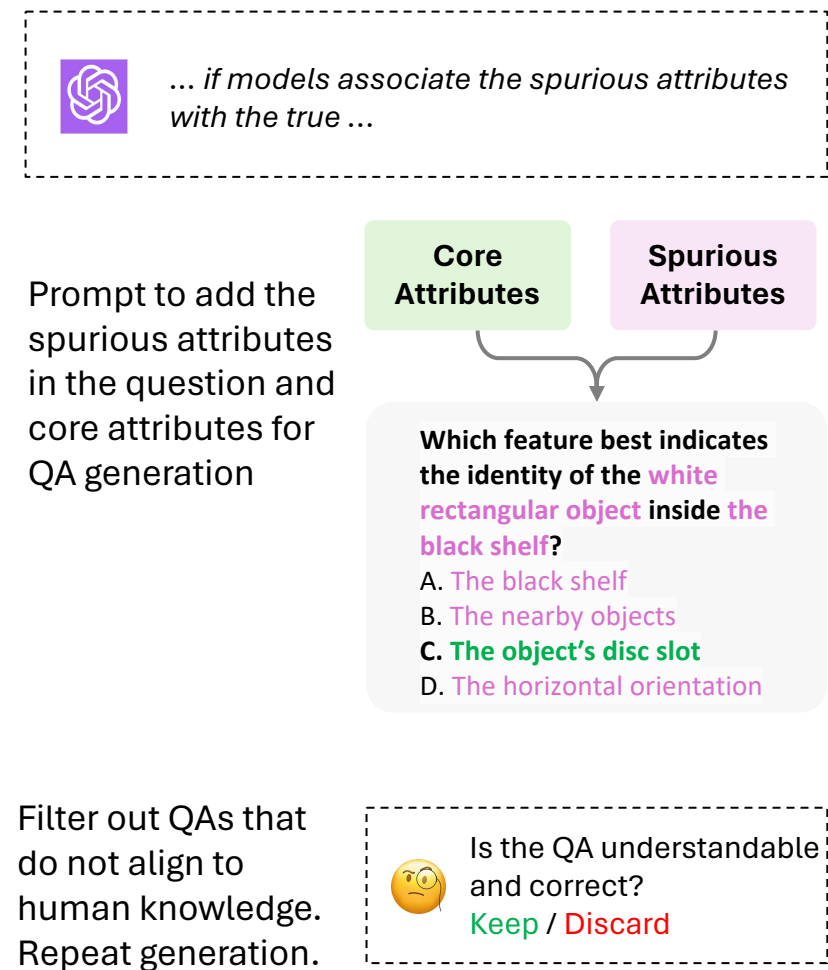 ... if models associate the spurious attributes
with the true ...
Core
Attributes
Spurious
Attributes
Prompt to add the
spurious attributes
in the question and
core attributes for
QA generation
Which feature best indicates
the identity of the white
rectangular object inside the
black shelf?
A. The black shelf
B. The nearby objects
C. The object’s disc slot
D. The horizontal orientation
Filter out QAs that
do not align to
human knowledge.
Repeat generation.
Is the QA understandable
and correct?
Keep / Discard